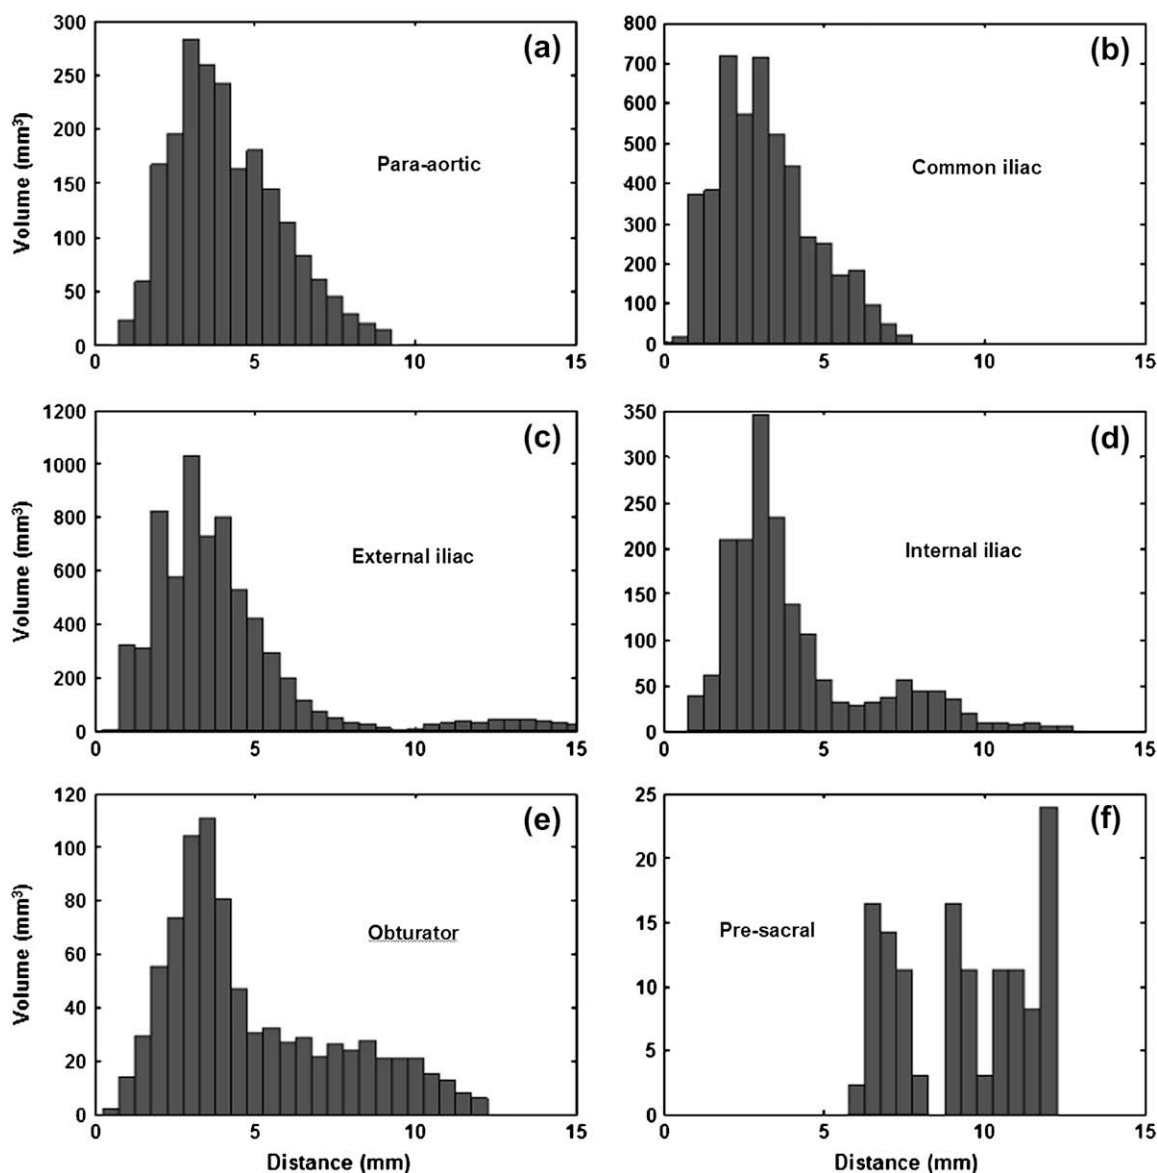 300
250
200
150
100
50
0
0 5 10 15
Volume (mm³)
(a)
Para-aortic
800
700
600
500
400
300
200
100
0
0 5 10 15
(b)
Common iliac
1200
1000
800
600
400
200
0
0 5 10 15
Volume (mm³)
(c)
External iliac
350
300
250
200
150
100
50
0
0 5 10 15
(d)
Internal iliac
120
100
80
60
40
20
0
0 5 10 15
Volume (mm³)
Distance (mm)
(e)
Obturator
25
20
15
10
5
0
0 5 10 15
Distance (mm)
(f)
Pre-sacral